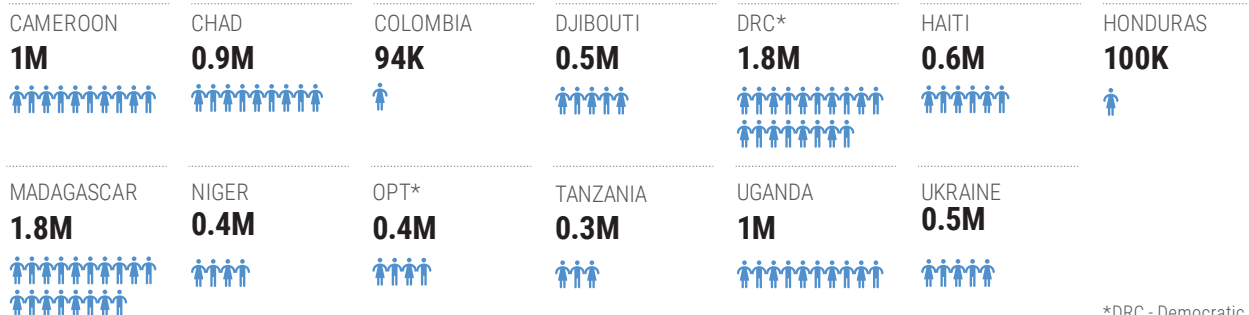 CAMEROON
1M
CHAD
0.9M
COLOMBIA
94K
DJIBOUTI
0.5M
DRC*
1.8M
HAITI
0.6M
HONDURAS
100K
MADAGASCAR
1.8M
NIGER
0.4M
OPT*
0.4M
TANZANIA
0.3M
UGANDA
1M
UKRAINE
0.5M
*DRC - Democratic